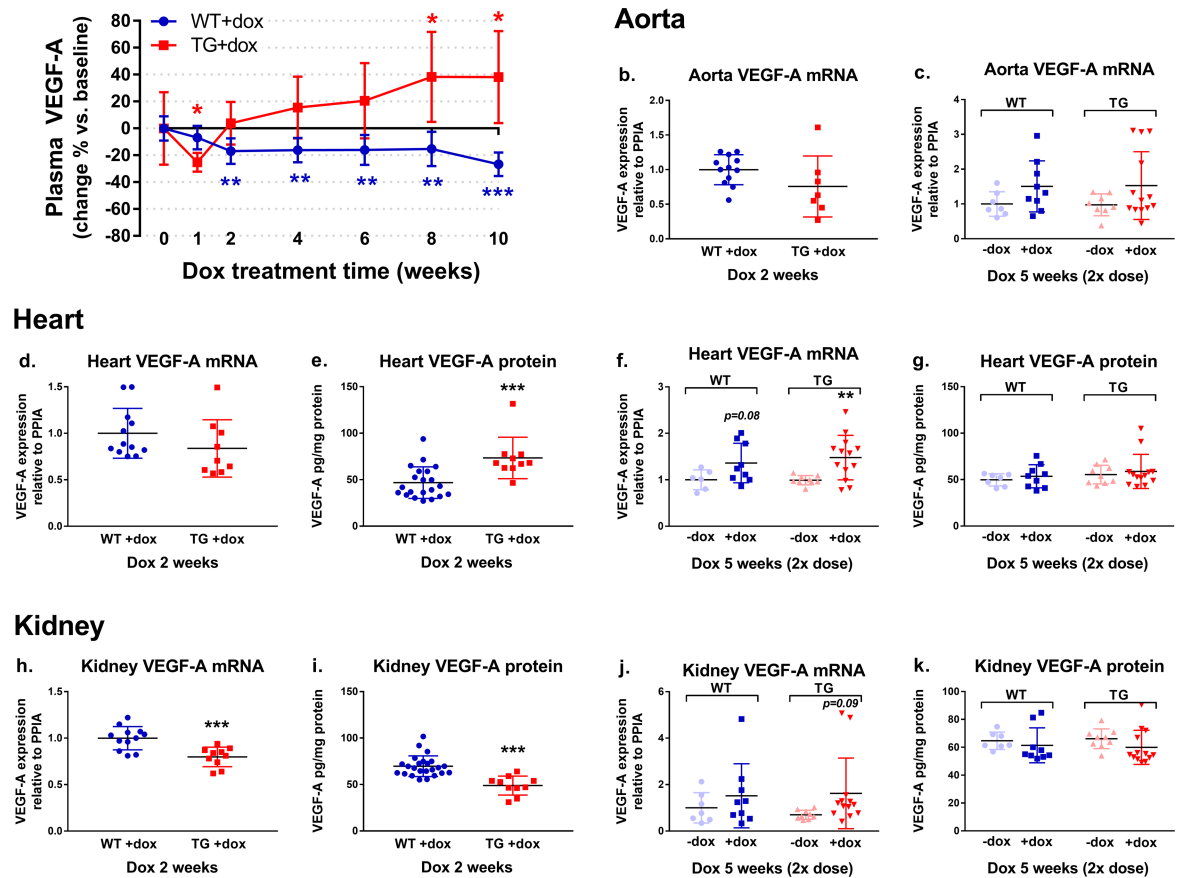 Plasma VEGF-A
(change % vs. baseline)
80
60
40
20
0
-20
-40
-60
-80
WT+dox
TG+dox
*
*
*
**
**
**
**
***
0 1 2 4 6 8 10
Dox treatment time (weeks)
Aorta
b. Aorta VEGF-A mRNA
VEGF-A expression
relative to PPIA
2.0
1.5
1.0
0.5
0.0
WT +dox TG +dox
Dox 2 weeks
c. Aorta VEGF-A mRNA
VEGF-A expression
relative to PPIA
4
3
2
1
0
WT TG
-dox +dox -dox +dox
Dox 5 weeks (2x dose)
Heart
d. Heart VEGF-A mRNA
VEGF-A expression
relative to PPIA
1.5
1.0
0.5
0.0
WT +dox TG +dox
Dox 2 weeks
e. Heart VEGF-A protein
VEGF-A pg/mg protein
150
100
50
0
***
WT +dox TG +dox
Dox 2 weeks
f. Heart VEGF-A mRNA
VEGF-A expression
relative to PPIA
3
2
1
0
WT TG
p=0.08
**
-dox +dox -dox +dox
Dox 5 weeks (2x dose)
g. Heart VEGF-A protein
VEGF-A pg/mg protein
150
100
50
0
WT TG
-dox +dox -dox +dox
Dox 5 weeks (2x dose)
Kidney
h. Kidney VEGF-A mRNA
VEGF-A expression
relative to PPIA
1.5
1.0
0.5
0.0
***
WT +dox TG +dox
Dox 2 weeks
i. Kidney VEGF-A protein
VEGF-A pg/mg protein
150
100
50
0
***
WT +dox TG +dox
Dox 2 weeks
j. Kidney VEGF-A mRNA
VEGF-A expression
relative to PPIA
6
4
2
0
WT TG
p=0.09
-dox +dox -dox +dox
Dox 5 weeks (2x dose)
k. Kidney VEGF-A protein
VEGF-A pg/mg protein
100
80
60
40
20
0
WT TG
-dox +dox -dox +dox
Dox 5 weeks (2x dose)